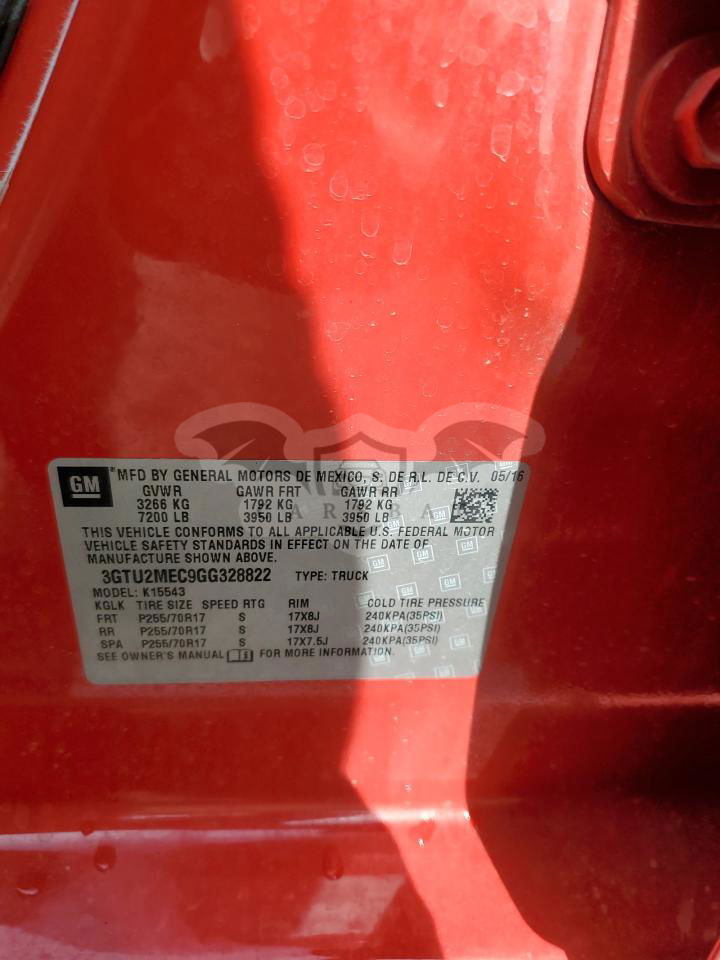 GM ® MFD BY GENERAL MOTORS DE MEXICO, S. DE R.L. DE C.V. 05/16
GVWR GAWR FRT GAWR RR
3266 KG 1792 KG 1792 KG
7200 LB 3950 LB 3950 LB
THIS VEHICLE CONFORMS TO ALL APPLICABLE U.S. FEDERAL MOTOR
VEHICLE SAFETY STANDARDS IN EFFECT ON THE DATE OF
MANUFACTURE SHOWN ABOVE.
3GTU2MEC9GG328822 TYPE: TRUCK
MODEL: K15543
KGLK TIRE SIZE SPEED RTG RIM COLD TIRE PRESSURE
FRT P255/70R17 S 17X8J 240KPA(35PSI)
RR P255/70R17 S 17X8J 240KPA(35PSI)
SPA P255/70R17 S 17X7.5J 240KPA(35PSI)
SEE OWNER'S MANUAL FOR MORE INFORMATION.